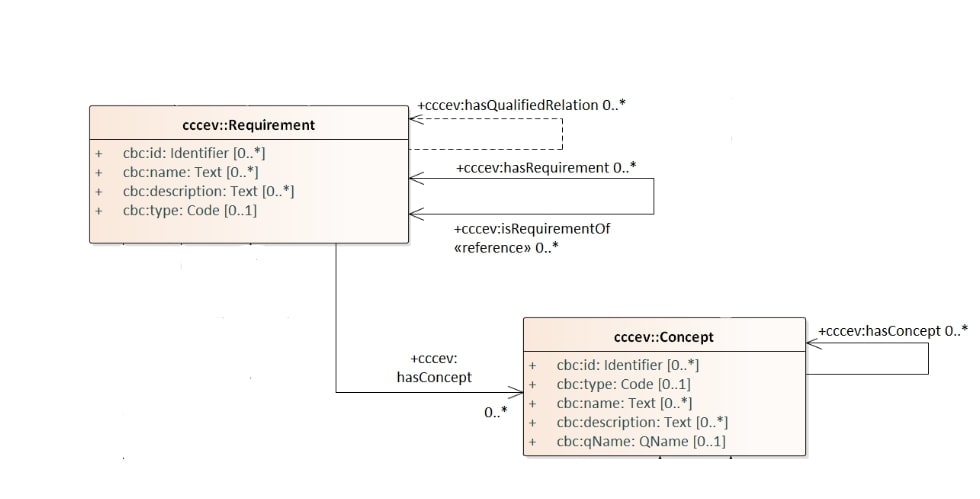 +cccev:hasQualifiedRelation 0..*
cccev::Requirement
+ cbc:id: Identifier [0..*]
+ cbc:name: Text [0..*]
+ cbc:description: Text [0..*]
+ cbc:type: Code [0..1]
+cccev:hasRequirement 0..*
+cccev:isRequirementOf
«reference» 0..*
+cccev:
hasConcept
0..*
cccev::Concept
+ cbc:id: Identifier [0..*]
+ cbc:type: Code [0..1]
+ cbc:name: Text [0..*]
+ cbc:description: Text [0..*]
+ cbc:qName: QName [0..1]
+cccev:hasConcept 0..*